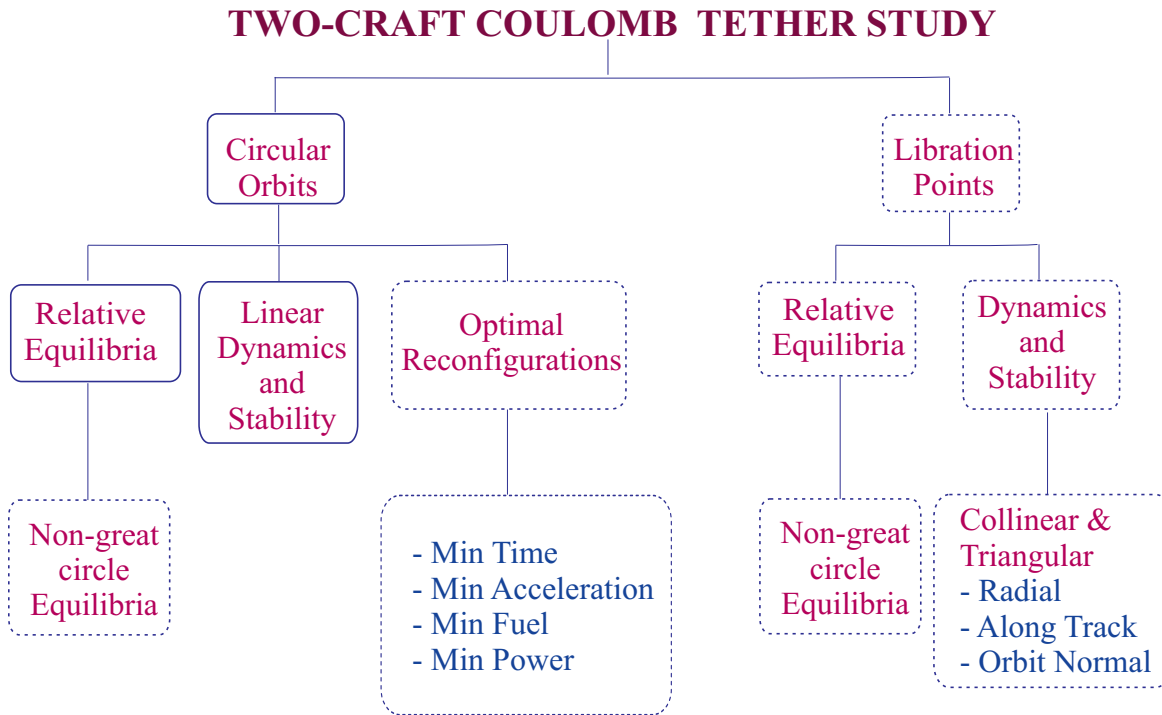 TWO-CRAFT COULOMB TETHER STUDY
Circular
Orbits
Libration
Points
Relative
Equilibria
Linear
Dynamics
and
Stability
Optimal
Reconfigurations
Relative
Equilibria
Dynamics
and
Stability
Non-great
circle
Equilibria
- Min Time
- Min Acceleration
- Min Fuel
- Min Power
Non-great
circle
Equilibria
Collinear &
Triangular
- Radial
- Along Track
- Orbit Normal